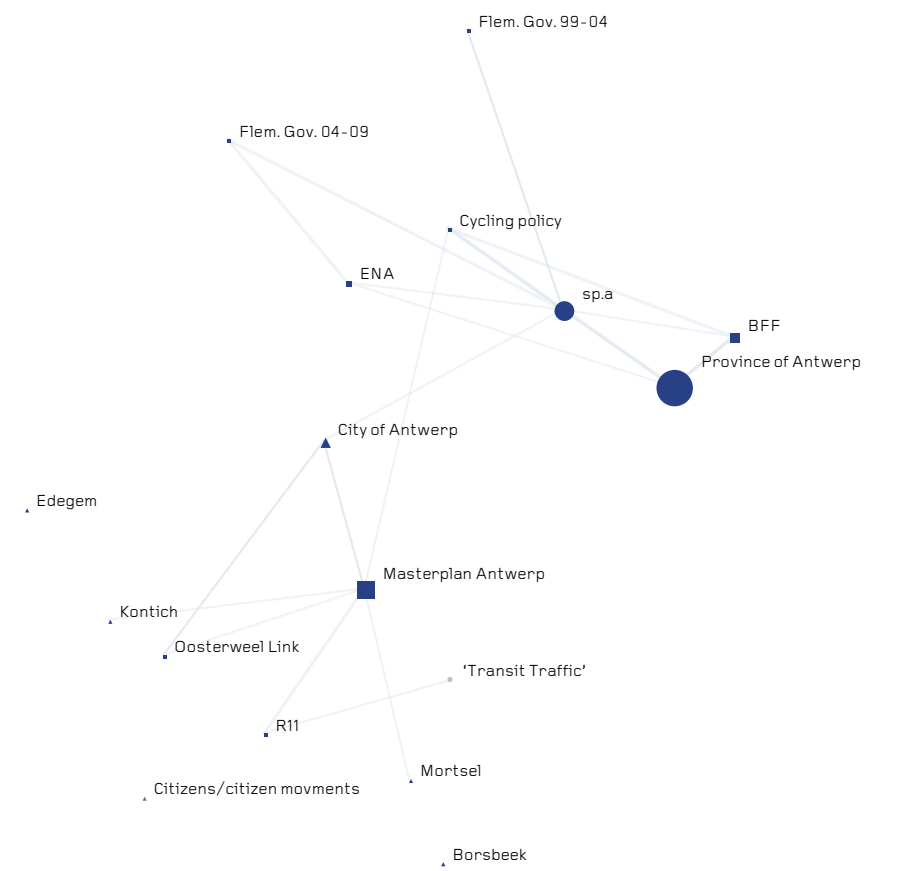 Flem. Gov. 99-04
Flem. Gov. 04-09
Cycling policy
ENA
sp.a
BFF
Province of Antwerp
City of Antwerp
Edegem
Masterplan Antwerp
Kontich
Oosterweel Link
‘Transit Traffic’
R11
Mortsel
Citizens/citizen movments
Borsbeek